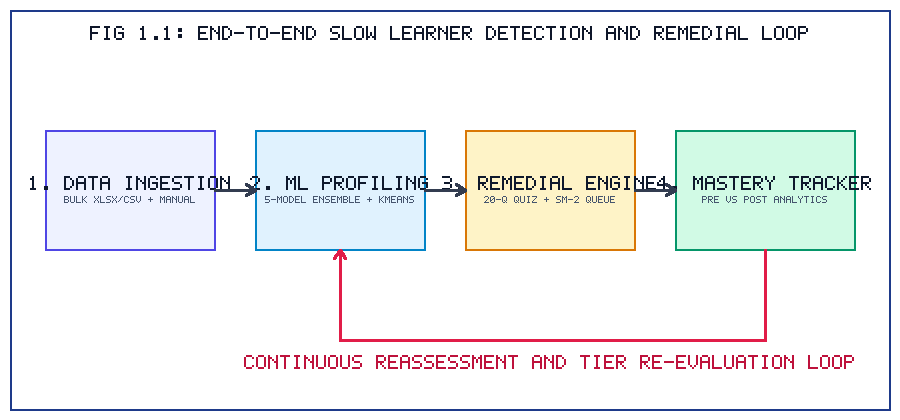 FIG 1.1: END-TO-END SLOW LEARNER DETECTION AND REMEDIAL LOOP
1. DATA INGESTION
BULK XLSX/CSV + MANUAL
2. ML PROFILING
5-MODEL ENSEMBLE + KMEANS
3. REMEDIAL ENGINE
20-Q QUIZ + SM-2 QUEUE
4. MASTERY TRACKER
PRE VS POST ANALYTICS
CONTINUOUS REASSESSMENT AND TIER RE-EVALUATION LOOP